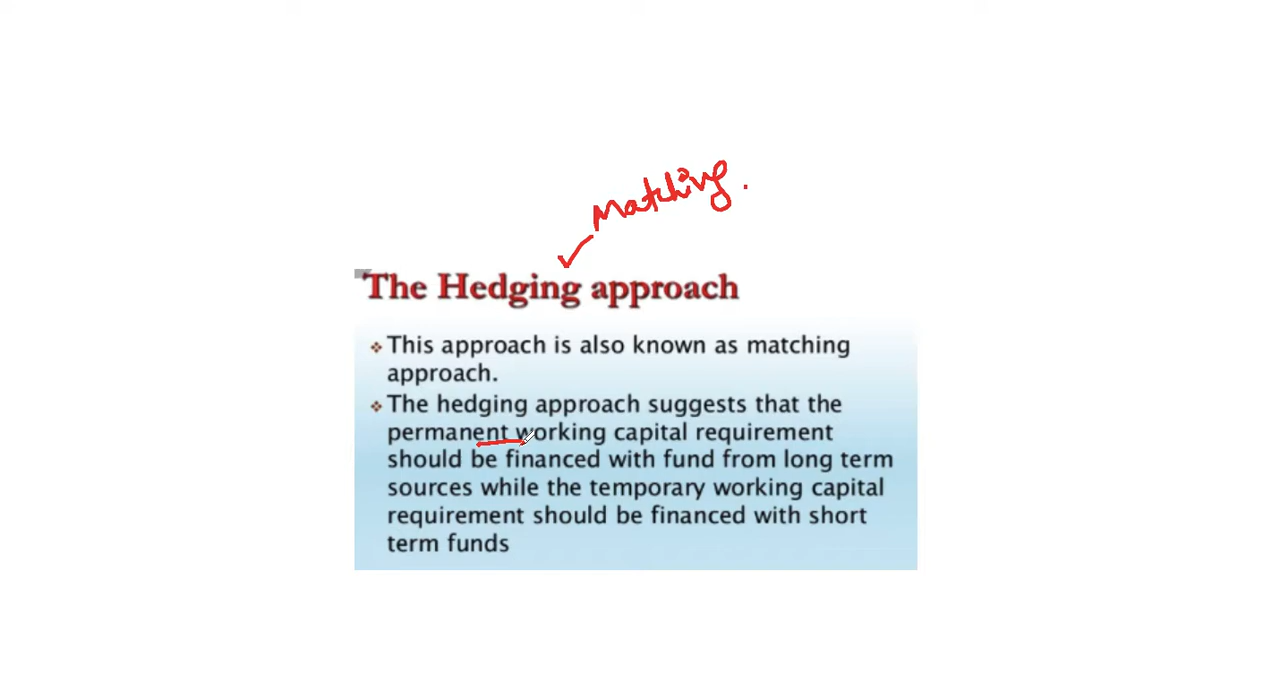 Matching.
The Hedging approach
❖ This approach is also known as matching
approach.
❖ The hedging approach suggests that the
permanent working capital requirement
should be financed with fund from long term
sources while the temporary working capital
requirement should be financed with short
term funds